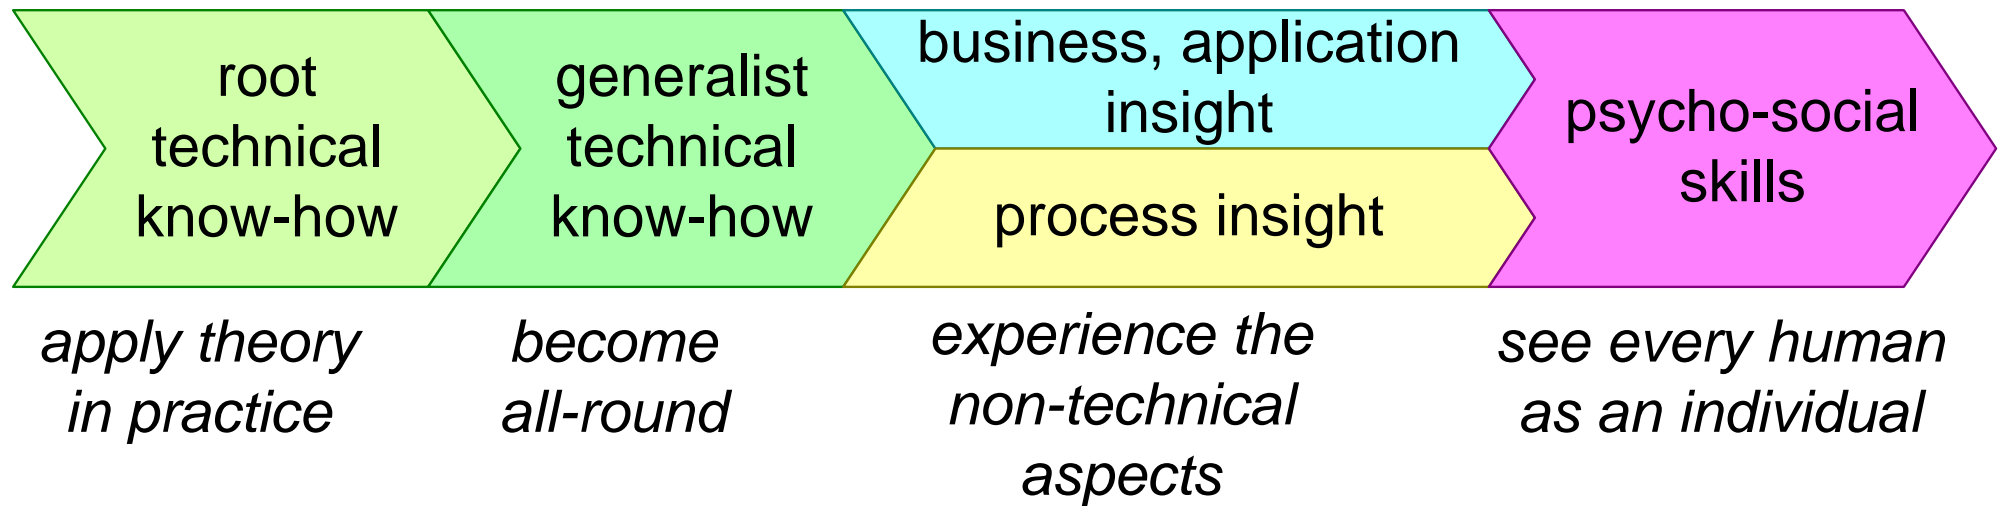 root
technical
know-how
generalist
technical
know-how
business, application
insight
process insight
psycho-social
skills
apply theory
in practice
become
all-round
experience the
non-technical
aspects
see every human
as an individual